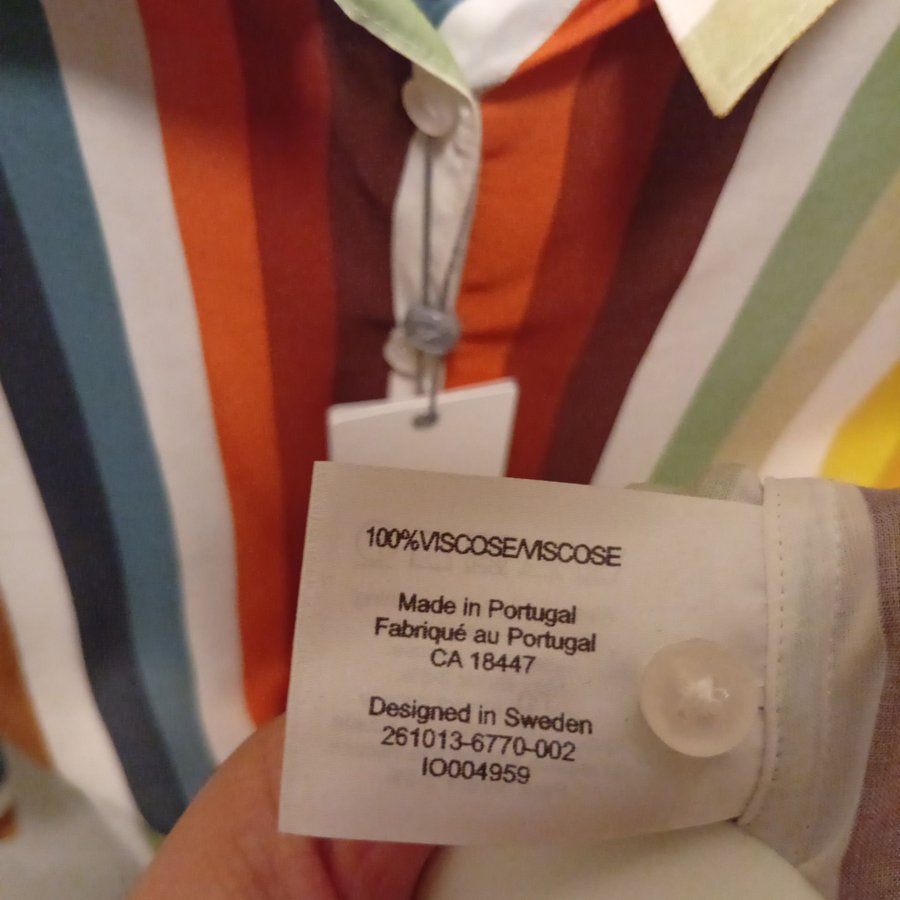 100%VISCOSE/VISCOSE
Made in Portugal
Fabriqué au Portugal
CA 18447
Designed in Sweden
261013-6770-002
IO004959